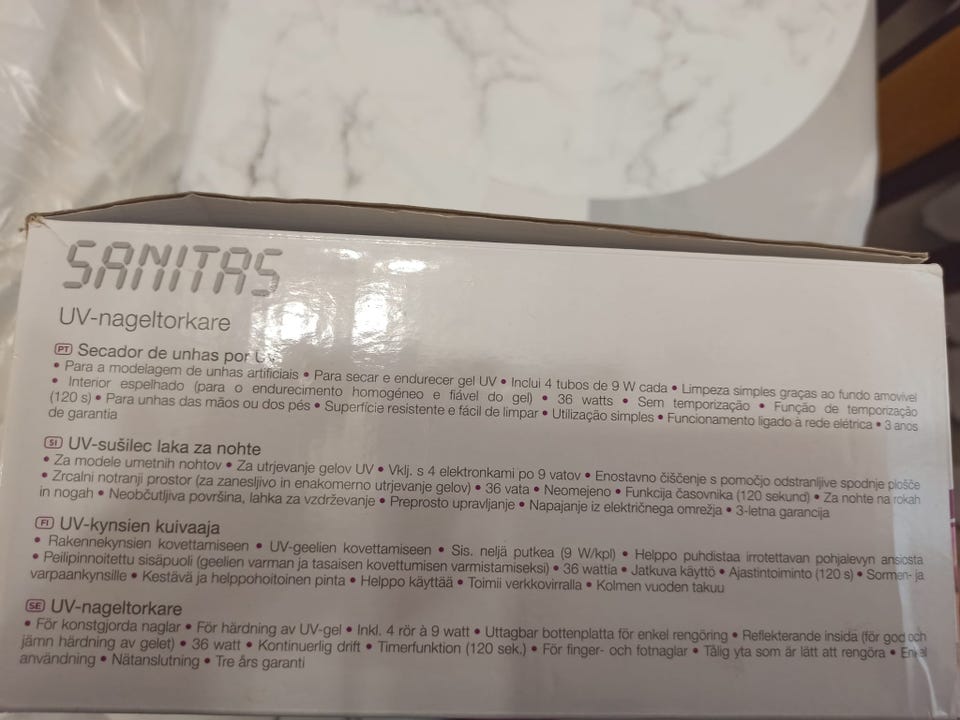 SANITAS
UV-nageltorkare
PT Secador de unhas por UV
• Para a modelagem de unhas artificiais • Para secar e endurecer gel UV • Inclui 4 tubos de 9 W cada • Limpeza simples graças ao fundo amovível
• Interior espelhado (para o endurecimento homogéneo e fiável do gel) • 36 watts • Sem temporização • Função de temporização
(120 s) • Para unhas das mãos ou dos pés • Superfície resistente e fácil de limpar • Utilização simples • Funcionamento ligado à rede elétrica • 3 anos
de garantia
SI UV-sušilec laka za nohte
• Za modele umetnih nohtov • Za utrjevanje gelov UV • Vklj. s 4 elektronkami po 9 vatov • Enostavno čiščenje s pomočjo odstranljive spodnje plošče
• Zrcalni notranji prostor (za zanesljivo in enakomerno utrjevanje gelov) • 36 vata • Neomejeno • Funkcija časovnika (120 sekund) • Za nohte na rokah
in nogah • Neobčutljiva površina, lahka za vzdrževanje • Preprosto upravljanje • Napajanje iz električnega omrežja • 3-letna garancija
FI UV-kynsien kuivaaja
• Rakennekynsien kovettamiseen • UV-geelien kovettamiseen • Sis. neljä putkea (9 W/kpl) • Helppo puhdistaa irrotettavan pohjalevyn ansiosta
• Peilipinnoitettu sisäpuoli (geelien varman ja tasaisen kovettumisen varmistamiseksi) • 36 wattia • Jatkuva käyttö • Ajastintoiminto (120 s) • Sormen- ja
varpaankynsille • Kestävä ja helppohoitoinen pinta • Helppo käyttää • Toimii verkkovirralla • Kolmen vuoden takuu
SE UV-nageltorkare
• För konstgjorda naglar • För härdning av UV-gel • Inkl. 4 rör à 9 watt • Uttagbar bottenplatta för enkel rengöring • Reflekterande insida (för god och
jämn härdning av gelet) • 36 watt • Kontinuerlig drift • Timerfunktion (120 sek.) • För finger- och fotnaglar • Tålig yta som är lätt att rengöra • Enkel
användning • Nätanslutning • Tre års garanti